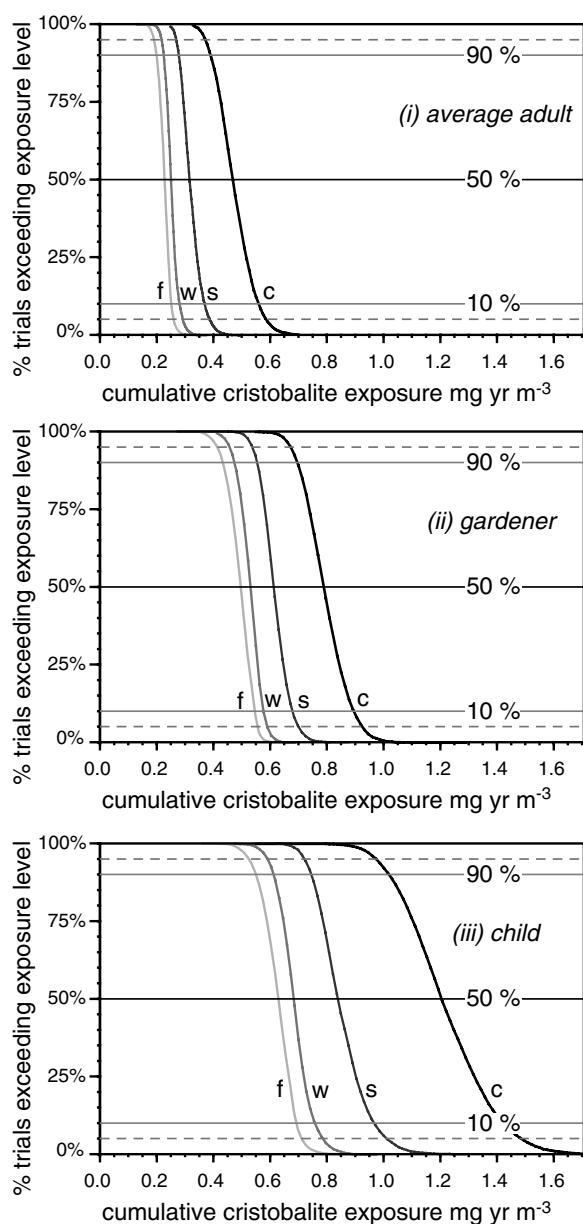 100%
75%
50%
25%
0%
% trials exceeding exposure level
90 %
(i) average adult
50 %
10 %
f w s c
0.0 0.2 0.4 0.6 0.8 1.0 1.2 1.4 1.6
cumulative cristobalite exposure mg yr m-3
100%
75%
50%
25%
0%
% trials exceeding exposure level
90 %
(ii) gardener
50 %
10 %
f w s c
0.0 0.2 0.4 0.6 0.8 1.0 1.2 1.4 1.6
cumulative cristobalite exposure mg yr m-3
100%
75%
50%
25%
0%
% trials exceeding exposure level
90 %
(iii) child
50 %
10 %
f w s c
0.0 0.2 0.4 0.6 0.8 1.0 1.2 1.4 1.6
cumulative cristobalite exposure mg yr m-3